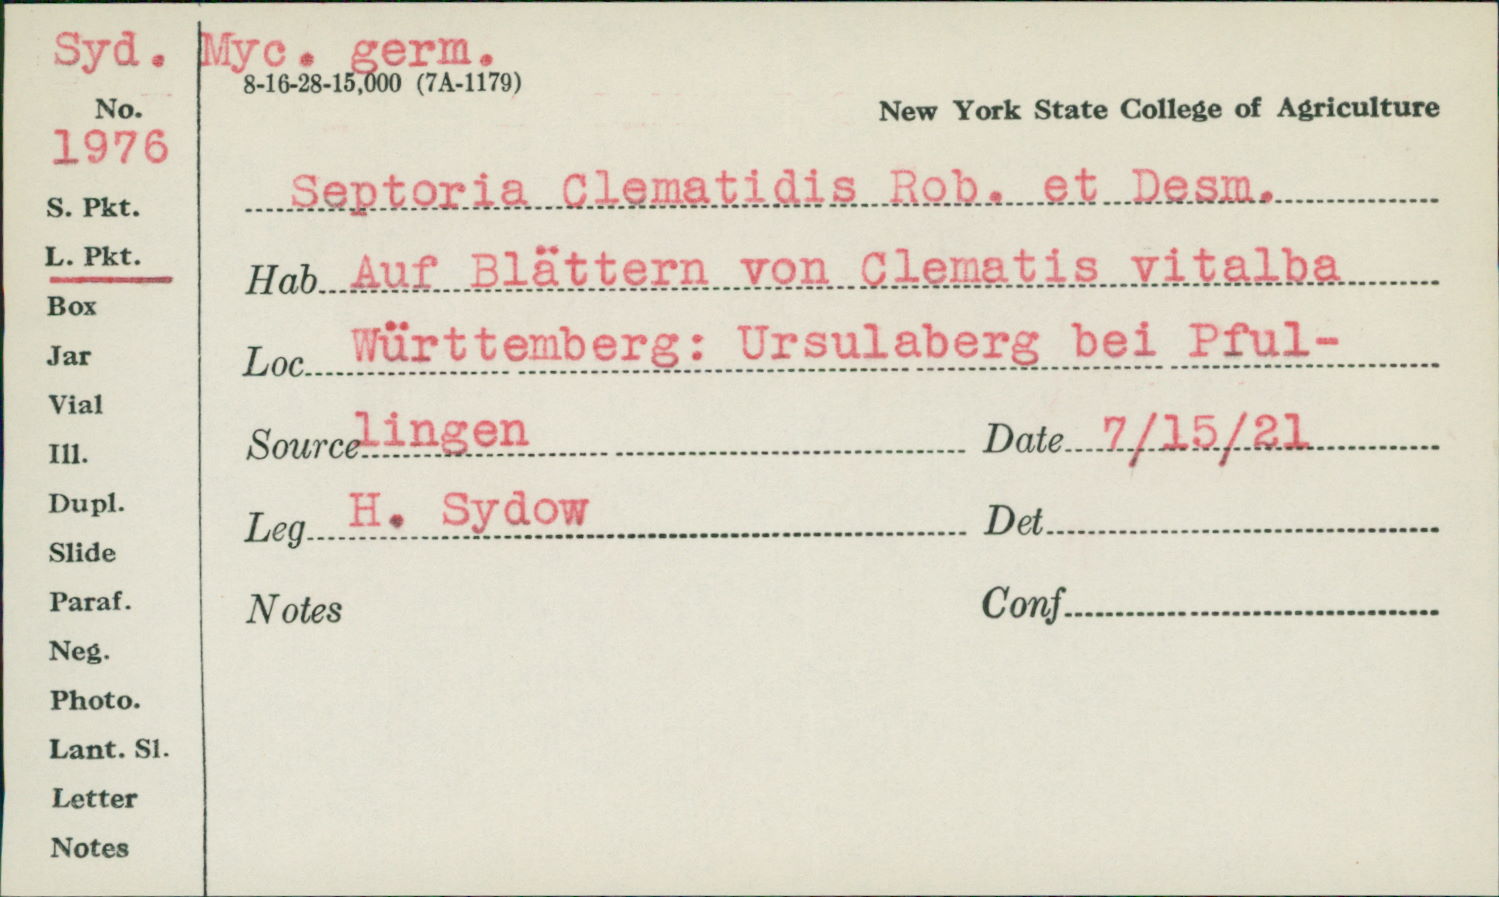 Syd. Myc. germ.
8-16-28-15,000 (7A-1179)
New York State College of Agriculture
No.
1976
S. Pkt.
L. Pkt.
Box
Jar
Vial
Ill.
Dupl.
Slide
Paraf.
Neg.
Photo.
Lant. Sl.
Letter
Notes
Septoria Clematidis Rob. et Desm.
Hab. Auf Blättern von Clematis vitalba
Loc. Württemberg: Ursulaberg bei Pful-
Source lingen Date 7/15/21
Leg. H. Sydow Det.
Notes Conf.